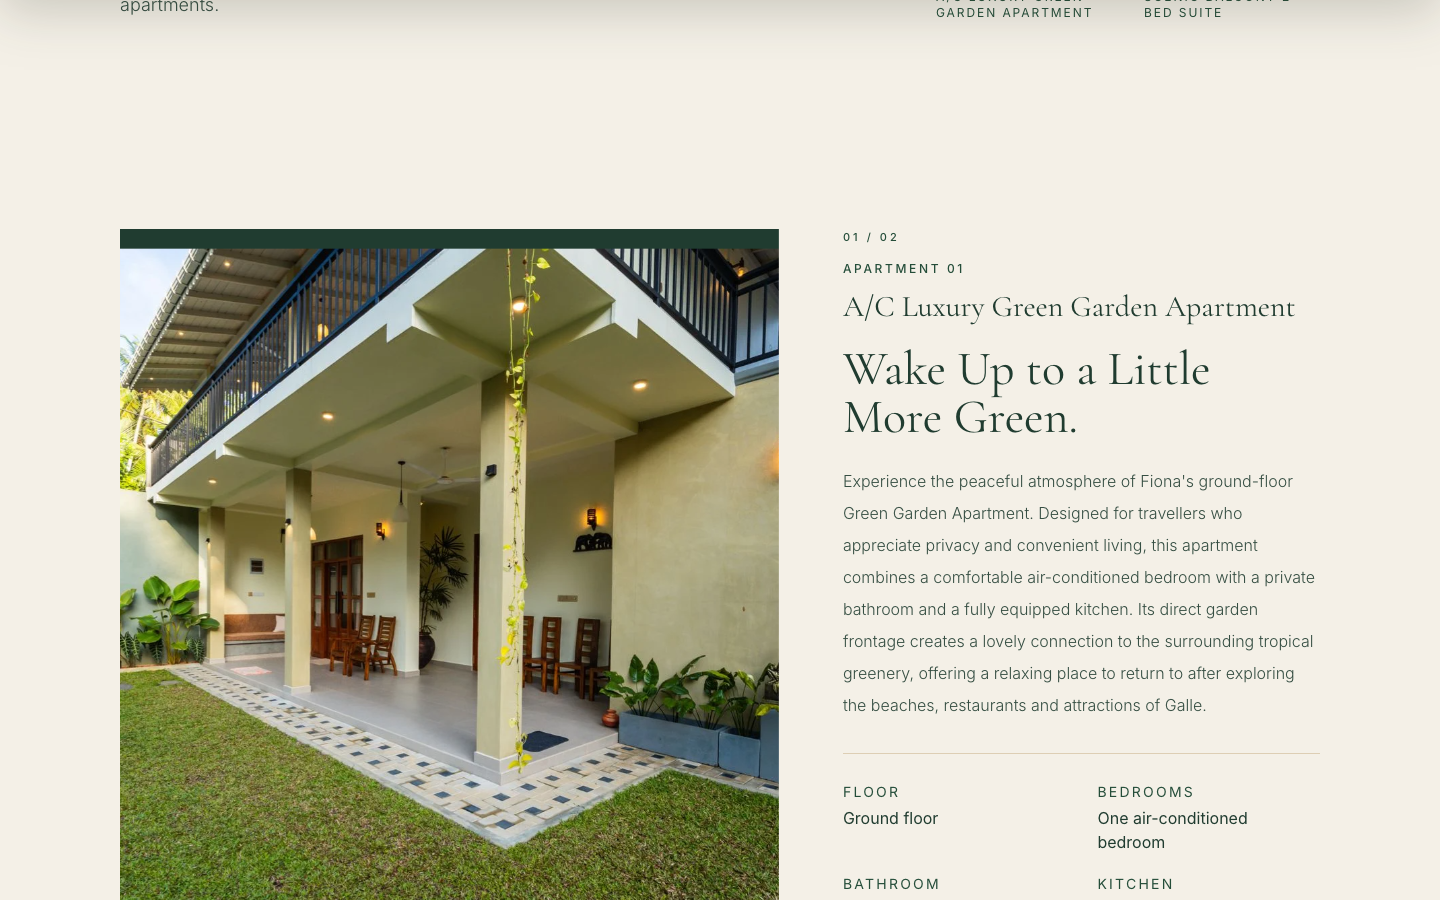 apartments.
GARDEN APARTMENT
BED SUITE
01 / 02
APARTMENT 01
A/C Luxury Green Garden Apartment
Wake Up to a Little
More Green.
Experience the peaceful atmosphere of Fiona's ground-floor
Green Garden Apartment. Designed for travellers who
appreciate privacy and convenient living, this apartment
combines a comfortable air-conditioned bedroom with a private
bathroom and a fully equipped kitchen. Its direct garden
frontage creates a lovely connection to the surrounding tropical
greenery, offering a relaxing place to return to after exploring
the beaches, restaurants and attractions of Galle.
FLOOR
Ground floor
BEDROOMS
One air-conditioned
bedroom
BATHROOM
KITCHEN